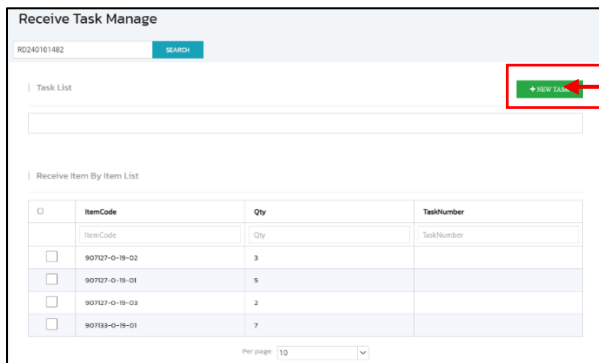 Receive Task Manage
RD240101482 SEARCH
Task List
+ NEW TASK
Receive Item By Item List
ItemCode Qty TaskNumber
ItemCode Qty TaskNumber
907127-0-19-02 3
907127-0-19-01 5
907127-0-19-03 2
907133-0-19-01 7
Per page 10